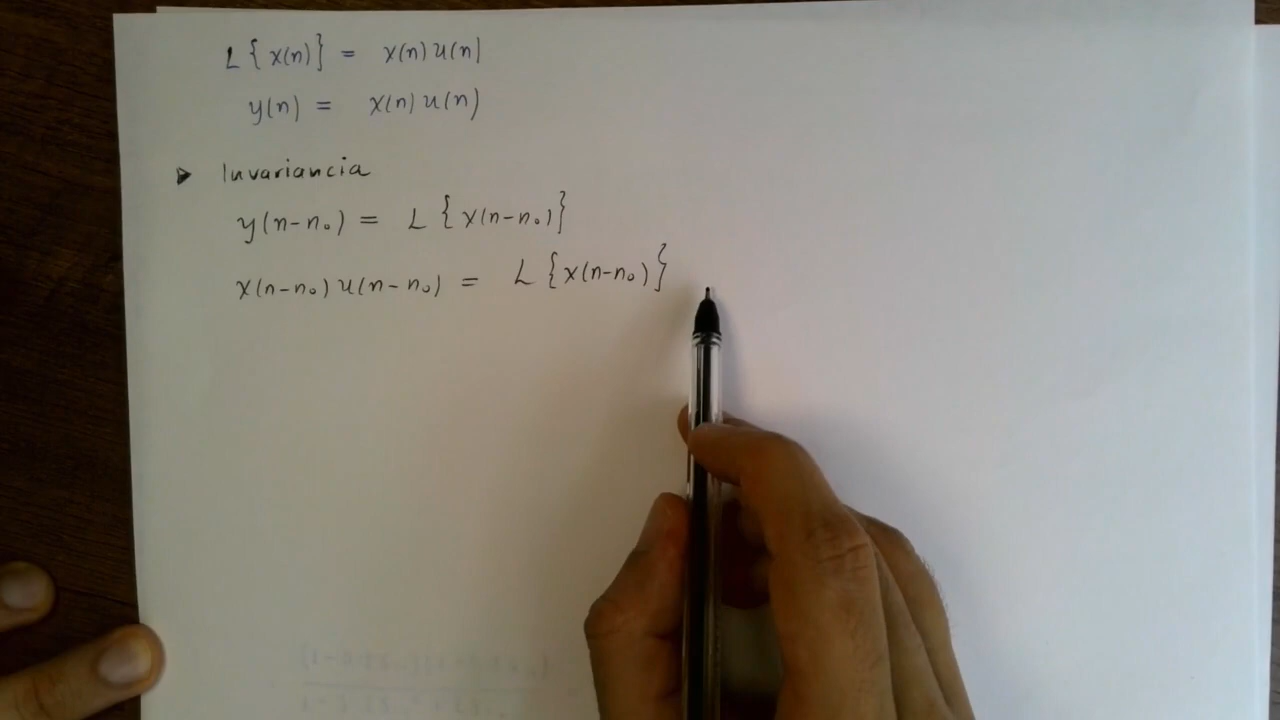 L{x(n)} = x(n)u(n)
y(n) = x(n)u(n)
▶ Invariancia
y(n-n₀) = L{x(n-n₀)}
x(n-n₀)u(n-n₀) = L{x(n-n₀)}